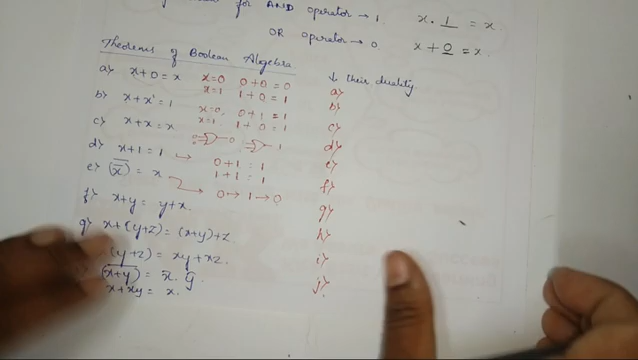 for AND operator → 1. x . 1 = x.
OR operator → 0 x + 0 = x.
Theorems of Boolean Algebra
↓ their duality
a) x+0 = x x=0 0+0 = 0 a)
x=1 1+0 = 1
b) x+x' = 1 x=0, 0+1 = 1 b)
x=1, 1+0 = 1
c) x+x = x c)
d) x+1 = 1 → 0+1 = 1 d)
1+1 = 1
e) (x̿) = x 0 → 1 → 0 e)
f) x+y = y+x. f)
g) x+(y+z) = (x+y)+z g)
(y+z) = xy+xz. h)
(x+y)̅ = x̅. y̅ i)
x+xy = x. j)